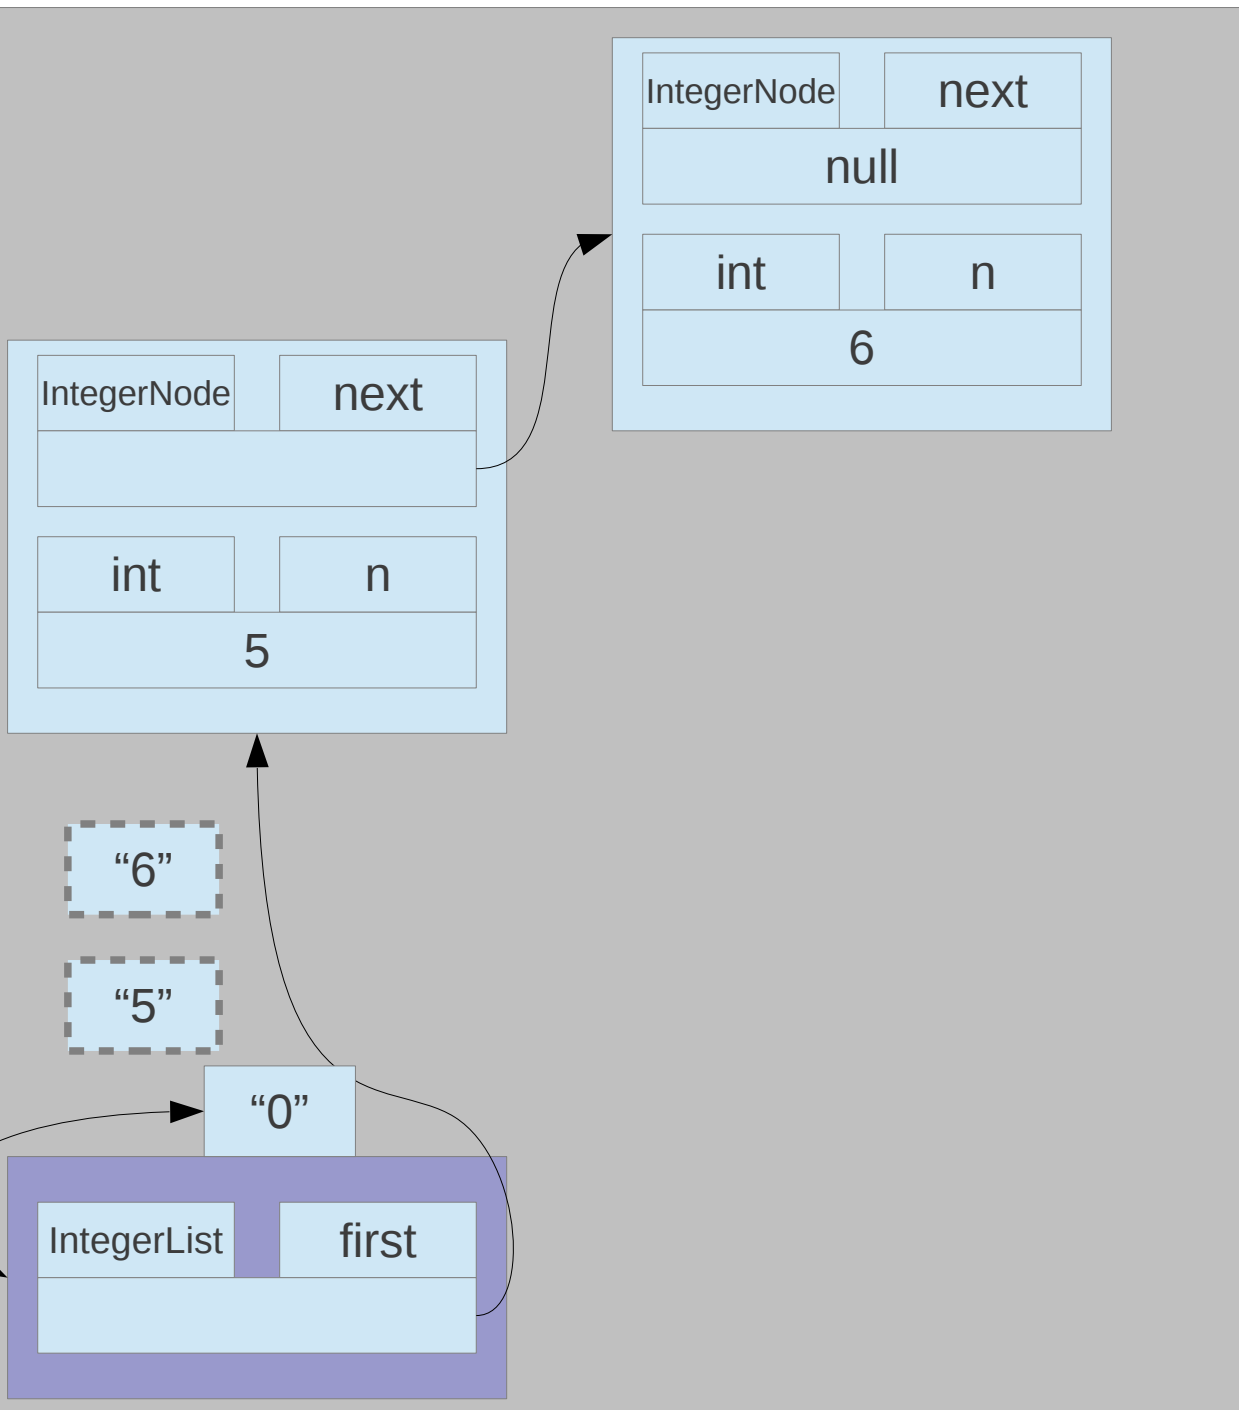 IntegerNode next
null
int n
6
IntegerNode next
int n
5
“6”
“5”
“0”
IntegerList first